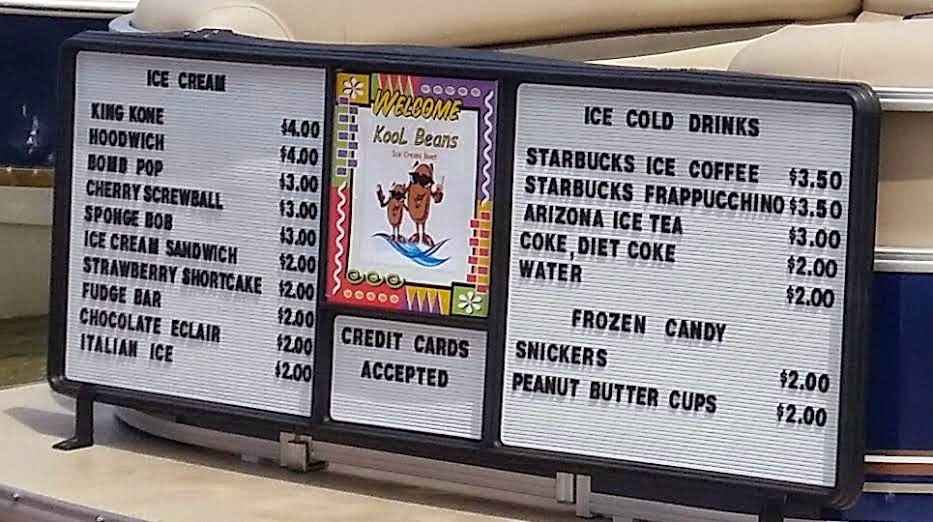 ICE CREAM
KING KONE $4.00
HOODWICH $4.00
BOMB POP $3.00
CHERRY SCREWBALL $3.00
SPONGE BOB $3.00
ICE CREAM SANDWICH $2.00
STRAWBERRY SHORTCAKE $2.00
FUDGE BAR $2.00
CHOCOLATE ECLAIR $2.00
ITALIAN ICE $2.00
WELCOME
KooL Beans
Ice Cream Boat
CREDIT CARDS
ACCEPTED
ICE COLD DRINKS
STARBUCKS ICE COFFEE $3.50
STARBUCKS FRAPPUCCHINO $3.50
ARIZONA ICE TEA $3.00
COKE, DIET COKE $2.00
WATER $2.00
FROZEN CANDY
SNICKERS $2.00
PEANUT BUTTER CUPS $2.00